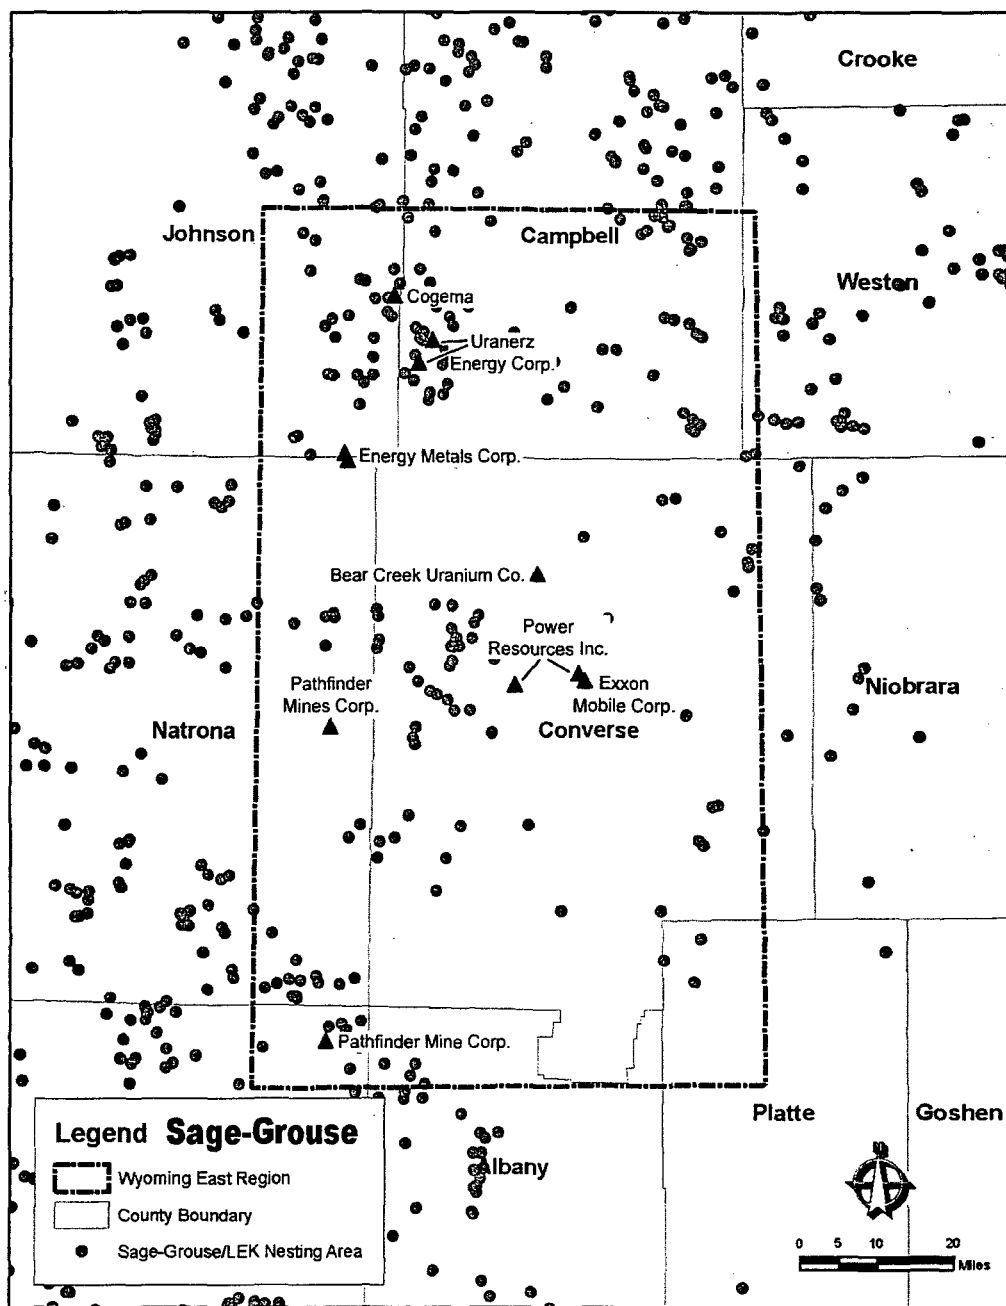 Crooke
Johnson
Campbell
Weston
Cogema
Uranerz
Energy Corp.
Energy Metals Corp.
Bear Creek Uranium Co.
Power
Resources Inc.
Pathfinder
Mines Corp.
Exxon
Mobile Corp.
Niobrara
Natrona
Converse
Pathfinder Mine Corp.
Platte
Goshen
Albany
Legend Sage-Grouse
Wyoming East Region
County Boundary
Sage-Grouse/LEK Nesting Area
N
0 5 10 20
Miles